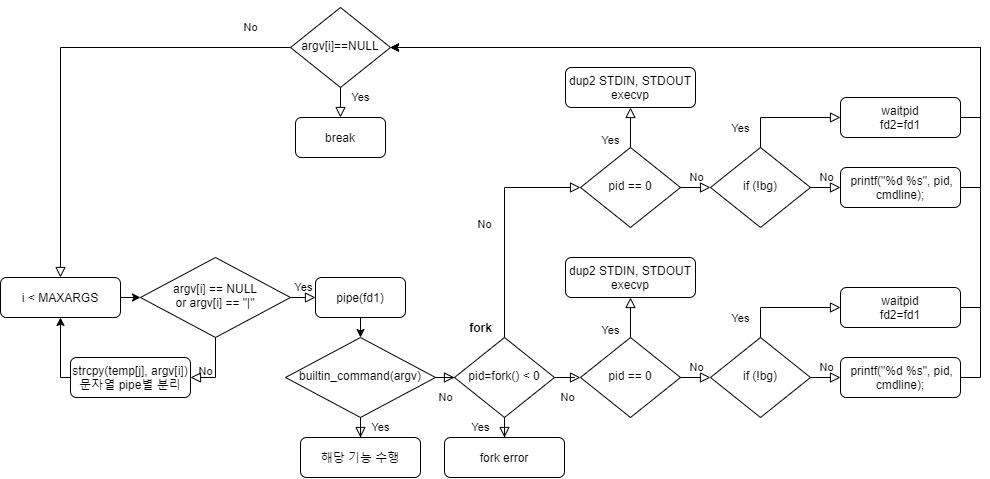 No
argv[i]==NULL
Yes
break
dup2 STDIN, STDOUT
execvp
Yes
pid == 0
No
Yes
if (!bg)
No
waitpid
fd2=fd1
printf("%d %s", pid,
cmdline);
No
i < MAXARGS
argv[i] == NULL
or argv[i] == "|"
Yes
pipe(fd1)
No
strcpy(temp[j], argv[i])
문자열 pipe별 분리
builtin_command(argv)
No
Yes
해당 기능 수행
fork
pid=fork() < 0
No
Yes
fork error
dup2 STDIN, STDOUT
execvp
Yes
pid == 0
No
Yes
if (!bg)
No
waitpid
fd2=fd1
printf("%d %s", pid,
cmdline);